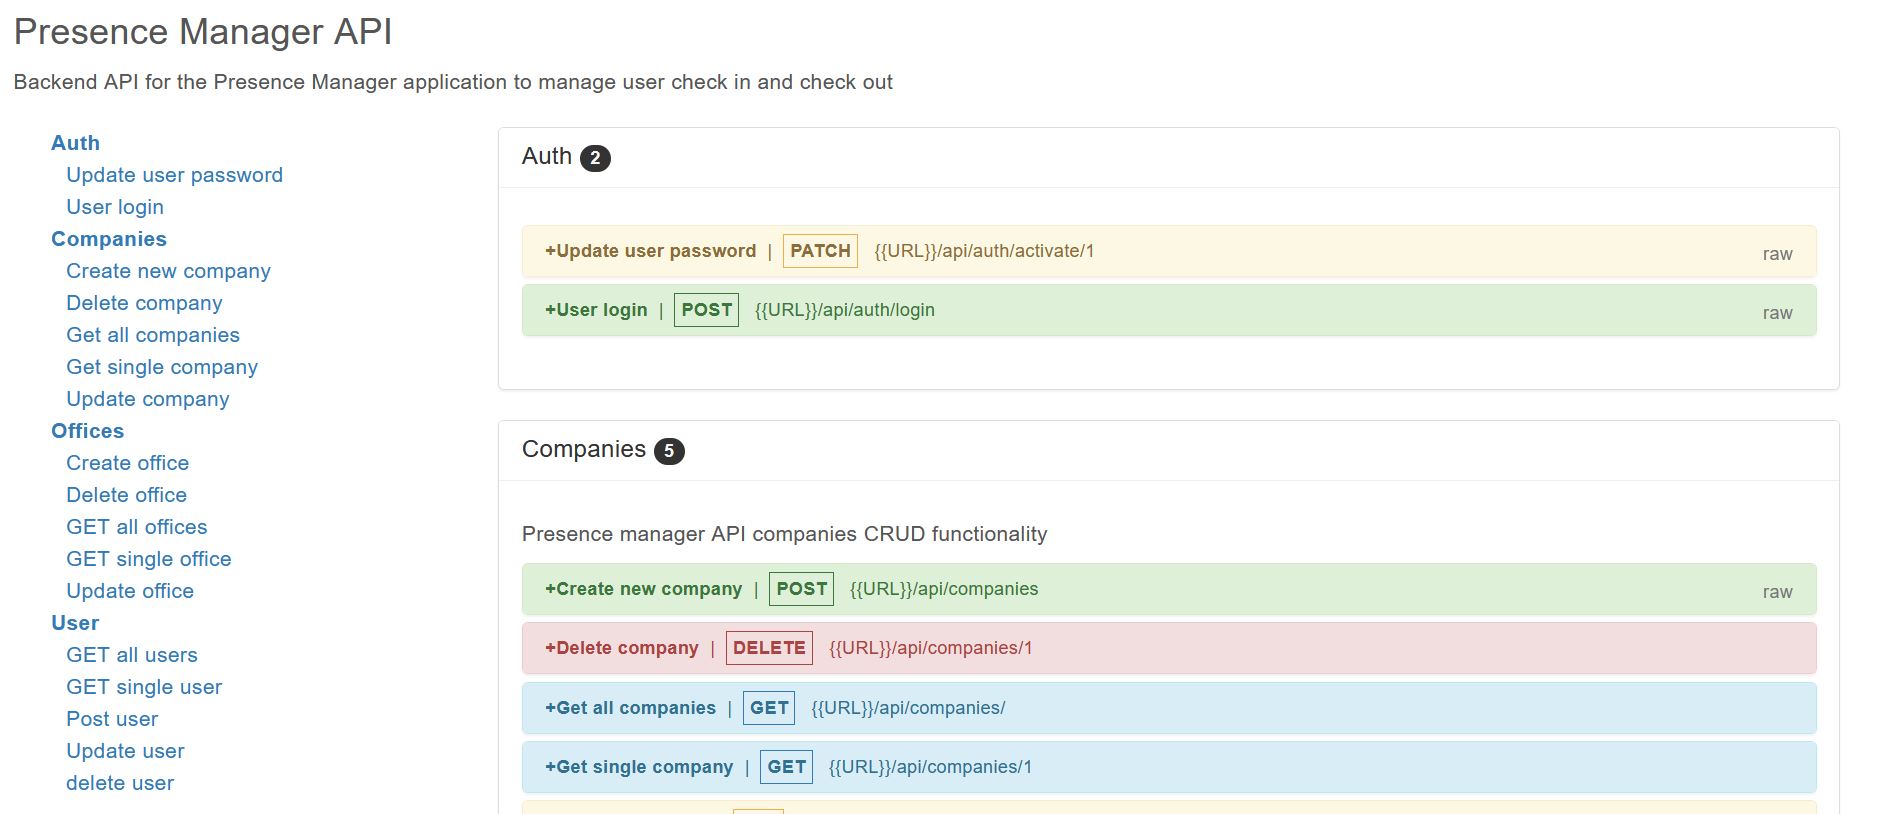 Presence Manager API
Backend API for the Presence Manager application to manage user check in and check out
Auth
Update user password
User login
Companies
Create new company
Delete company
Get all companies
Get single company
Update company
Offices
Create office
Delete office
GET all offices
GET single office
Update office
User
GET all users
GET single user
Post user
Update user
delete user
Auth 2
+Update user password | PATCH {{URL}}/api/auth/activate/1 raw
+User login | POST {{URL}}/api/auth/login raw
Companies 5
Presence manager API companies CRUD functionality
+Create new company | POST {{URL}}/api/companies raw
+Delete company | DELETE {{URL}}/api/companies/1
+Get all companies | GET {{URL}}/api/companies/
+Get single company | GET {{URL}}/api/companies/1